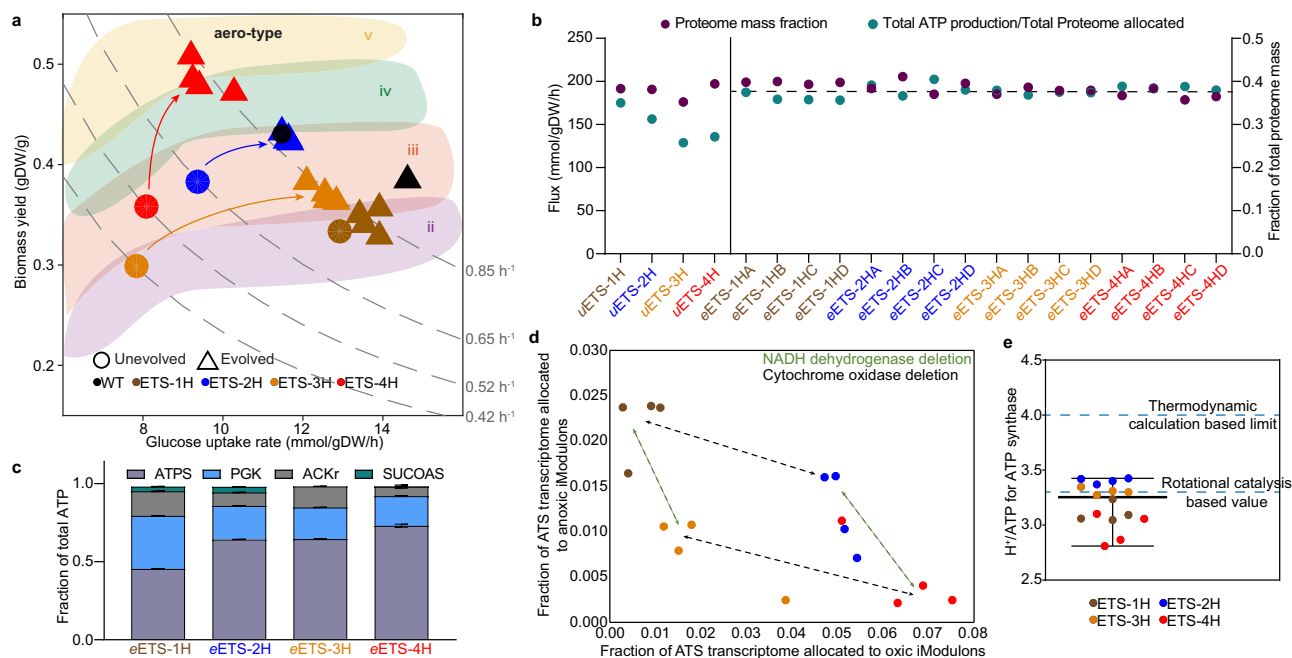 a
aero-type
v
iv
iii
ii
0.5
0.4
0.3
0.2
Biomass yield (gDW/g)
0.85 h-1
0.65 h-1
0.52 h-1
0.42 h-1
Unevolved Evolved
WT ETS-1H ETS-2H ETS-3H ETS-4H
8 10 12 14
Glucose uptake rate (mmol/gDW/h)
b
Proteome mass fraction Total ATP production/Total Proteome allocated
250
200
150
100
50
0
Flux (mmol/gDW/h)
0.5
0.4
0.3
0.2
0.1
0.0
Fraction of total proteome mass
uETS-1H
uETS-2H
uETS-3H
uETS-4H
eETS-1HA
eETS-1HB
eETS-1HC
eETS-1HD
eETS-2HA
eETS-2HB
eETS-2HC
eETS-2HD
eETS-3HA
eETS-3HB
eETS-3HC
eETS-3HD
eETS-4HA
eETS-4HB
eETS-4HC
eETS-4HD
c
ATPS PGK ACKr SUCOAS
1.0
0.5
0.0
Fraction of total ATP
eETS-1H eETS-2H eETS-3H eETS-4H
d
NADH dehydrogenase deletion
Cytochrome oxidase deletion
0.030
0.025
0.020
0.015
0.010
0.005
0.000
Fraction of ATS transcriptome allocated
to anoxic iModulons
0.00 0.01 0.02 0.03 0.04 0.05 0.06 0.07 0.08
Fraction of ATS transcriptome allocated to oxic iModulons
e
4.5
4.0
3.5
3.0
2.5
H+/ATP for ATP synthase
Thermodynamic
calculation based limit
Rotational catalysis
based value
ETS-1H ETS-2H
ETS-3H ETS-4H